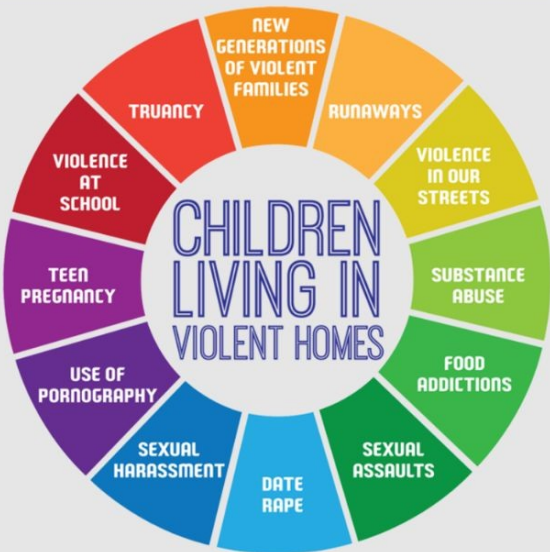 CHILDREN
LIVING IN
VIOLENT HOMES
NEW
GENERATIONS
OF VIOLENT
FAMILIES
RUNAWAYS
VIOLENCE
IN OUR
STREETS
SUBSTANCE
ABUSE
FOOD
ADDICTIONS
SEXUAL
ASSAULTS
DATE
RAPE
SEXUAL
HARASSMENT
USE OF
PORNOGRAPHY
TEEN
PREGNANCY
VIOLENCE
AT
SCHOOL
TRUANCY